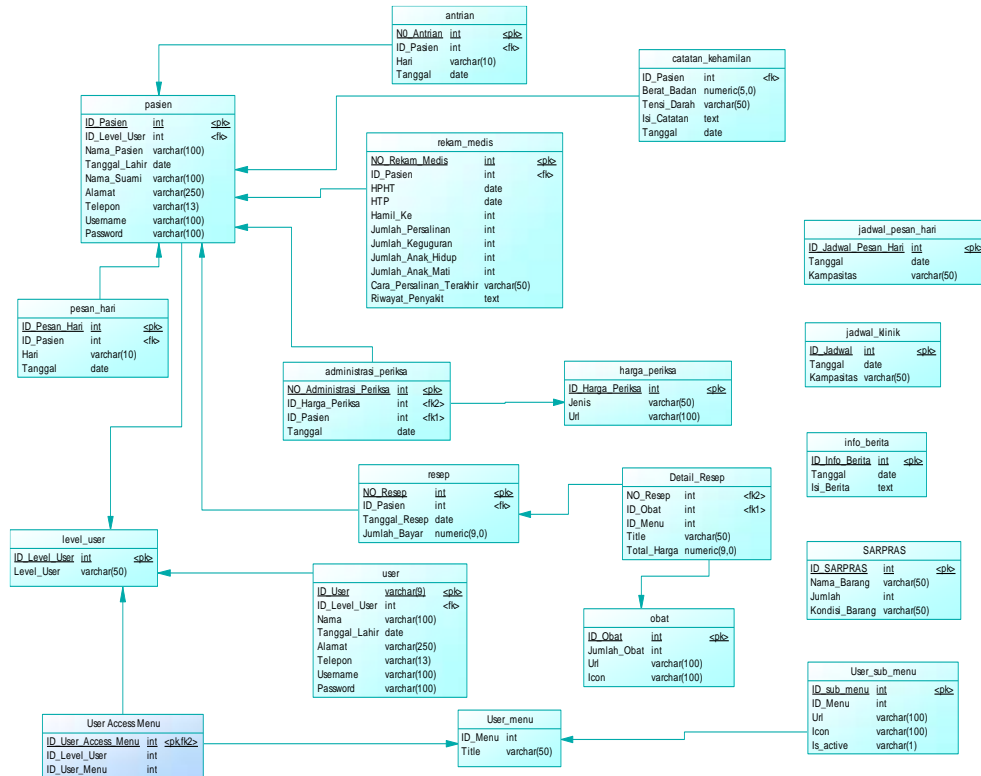 antrian
N0_Antrian int <pk>
ID_Pasien int <fk>
Hari varchar(10)
Tanggal date
catatan_kehamilan
ID_Pasien int <fk>
Berat_Badan numeric(5,0)
Tensi_Darah varchar(50)
Isi_Catatan text
Tanggal date
pasien
ID_Pasien int <pk>
ID_Level_User int <fk>
Nama_Pasien varchar(100)
Tanggal_Lahir date
Nama_Suami varchar(100)
Alamat varchar(250)
Telepon varchar(13)
Username varchar(100)
Password varchar(100)
rekam_medis
NO_Rekam_Medis int <pk>
ID_Pasien int <fk>
HPHT date
HTP date
Hamil_Ke int
Jumlah_Persalinan int
Jumlah_Keguguran int
Jumlah_Anak_Hidup int
Jumlah_Anak_Mati int
Cara_Persalinan_Terakhir varchar(50)
Riwayat_Penyakit text
jadwal_pesan_hari
ID_Jadwal_Pesan_Hari int <pk>
Tanggal date
Kampasitas varchar(50)
pesan_hari
ID_Pesan_Hari int <pk>
ID_Pasien int <fk>
Hari varchar(10)
Tanggal date
jadwal_klinik
ID_Jadwal int <pk>
Tanggal date
Kampasitas varchar(50)
administrasi_periksa
NO_Administrasi_Periksa int <pk>
ID_Harga_Periksa int <fk2>
ID_Pasien int <fk1>
Tanggal date
harga_periksa
ID_Harga_Periksa int <pk>
Jenis varchar(50)
Url varchar(100)
info_berita
ID_Info_Berita int <pk>
Tanggal date
Isi_Berita text
resep
NO_Resep int <pk>
ID_Pasien int <fk>
Tanggal_Resep date
Jumlah_Bayar numeric(9,0)
Detail_Resep
NO_Resep int <fk2>
ID_Obat int <fk1>
ID_Menu int
Title varchar(50)
Total_Harga numeric(9,0)
level_user
ID_Level_User int <pk>
Level_User varchar(50)
SARPRAS
ID_SARPRAS int <pk>
Nama_Barang varchar(50)
Jumlah int
Kondisi_Barang varchar(50)
user
ID_User varchar(9) <pk>
ID_Level_User int <fk>
Nama varchar(100)
Tanggal_Lahir date
Alamat varchar(250)
Telepon varchar(13)
Username varchar(100)
Password varchar(100)
obat
ID_Obat int <pk>
Jumlah_Obat int
Url varchar(100)
Icon varchar(100)
User_sub_menu
ID_sub_menu int <pk>
ID_Menu int
Url varchar(100)
Icon varchar(100)
Is_active varchar(1)
User Access Menu
ID_User_Access_Menu int <pk,fk2>
ID_Level_User int
ID_User_Menu int
User_menu
ID_Menu int
Title varchar(50)